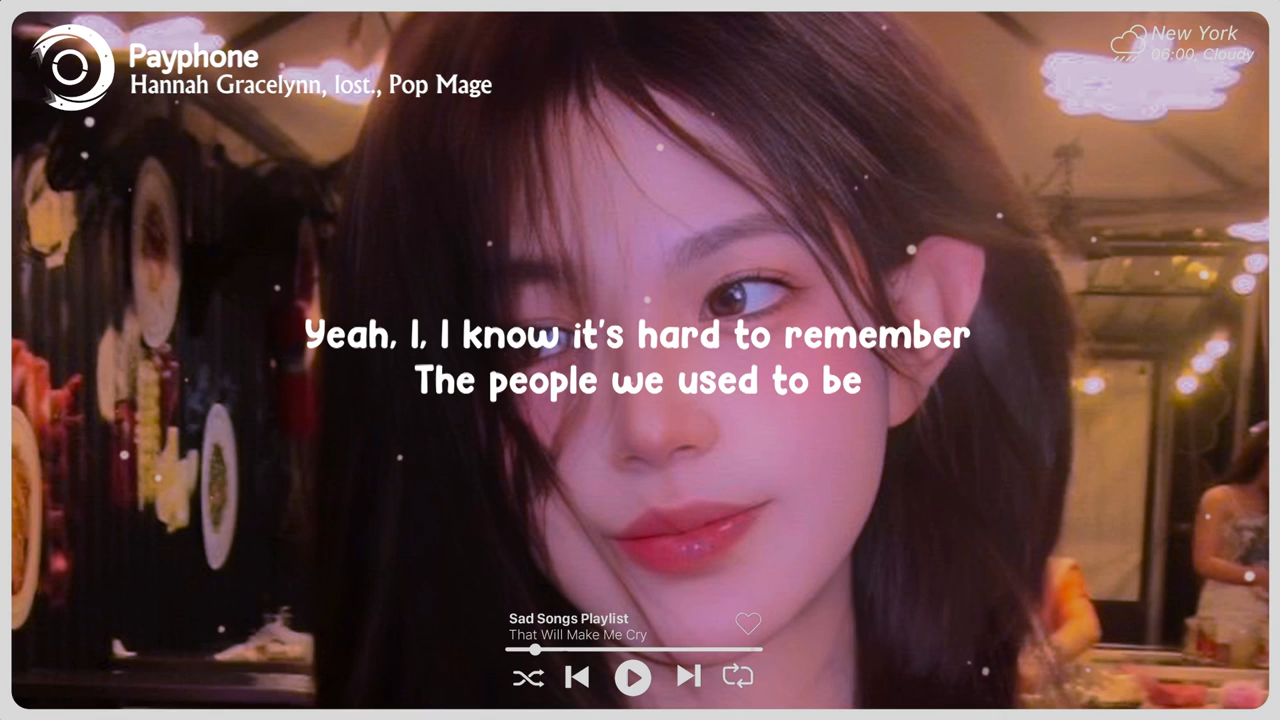 Payphone
Hannah Gracelynn, lost., Pop Mage
New York
06:00, Cloudy
Yeah, I, I know it's hard to remember
The people we used to be
Sad Songs Playlist
That Will Make Me Cry